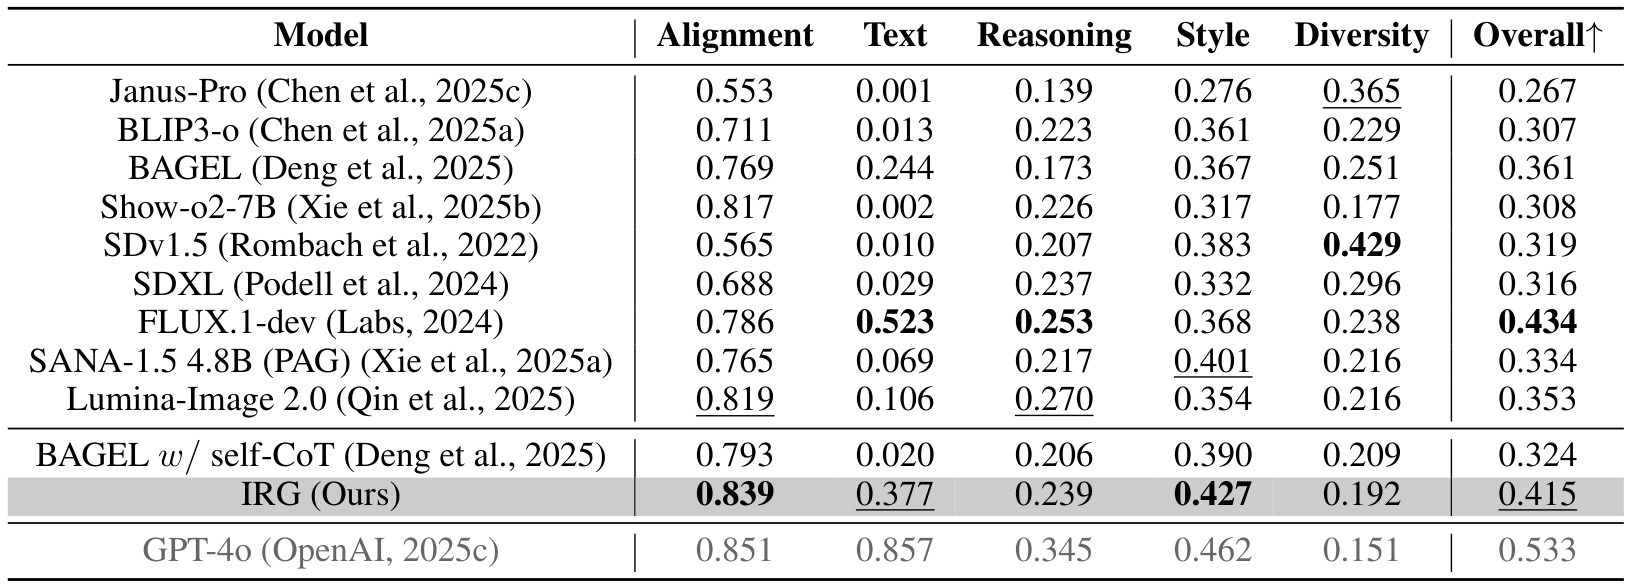 Model Alignment Text Reasoning Style Diversity Overall↑
Janus-Pro (Chen et al., 2025c) 0.553 0.001 0.139 0.276 0.365 0.267
BLIP3-o (Chen et al., 2025a) 0.711 0.013 0.223 0.361 0.229 0.307
BAGEL (Deng et al., 2025) 0.769 0.244 0.173 0.367 0.251 0.361
Show-o2-7B (Xie et al., 2025b) 0.817 0.002 0.226 0.317 0.177 0.308
SDv1.5 (Rombach et al., 2022) 0.565 0.010 0.207 0.383 0.429 0.319
SDXL (Podell et al., 2024) 0.688 0.029 0.237 0.332 0.296 0.316
FLUX.1-dev (Labs, 2024) 0.786 0.523 0.253 0.368 0.238 0.434
SANA-1.5 4.8B (PAG) (Xie et al., 2025a) 0.765 0.069 0.217 0.401 0.216 0.334
Lumina-Image 2.0 (Qin et al., 2025) 0.819 0.106 0.270 0.354 0.216 0.353
BAGEL w/ self-CoT (Deng et al., 2025) 0.793 0.020 0.206 0.390 0.209 0.324
IRG (Ours) 0.839 0.377 0.239 0.427 0.192 0.415
GPT-4o (OpenAI, 2025c) 0.851 0.857 0.345 0.462 0.151 0.533